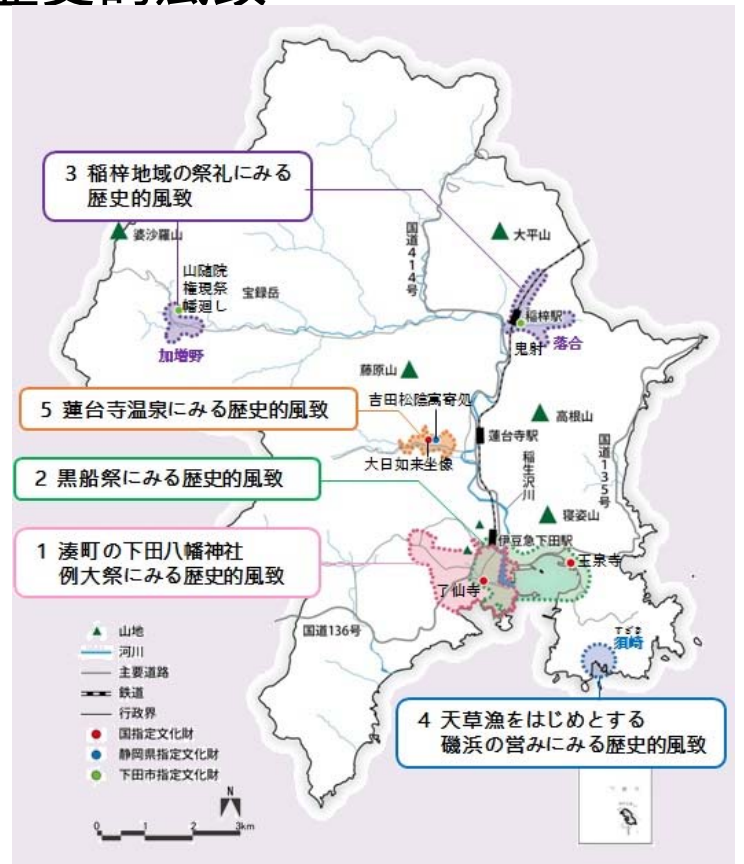 歴史的風致
3 稲梓地域の祭礼にみる
歴史的風致
婆沙羅山
山随院
権現祭
幡廻し
宝録岳
加増野
国道414号
大平山
稲梓駅
鬼射
落合
藤原山
吉田松陰寓寄処
5 蓮台寺温泉にみる歴史的風致
大日如来坐像
蓮台寺駅
高根山
国道135号
稲生沢川
2 黒船祭にみる歴史的風致
寝姿山
伊豆急下田駅
1 湊町の下田八幡神社
例大祭にみる歴史的風致
玉泉寺
了仙寺
国道136号
すざき
須崎
4 天草漁をはじめとする
磯浜の営みにみる歴史的風致
山地
河川
主要道路
鉄道
行政界
国指定文化財
静岡県指定文化財
下田市指定文化財
N
0 1 2 3km